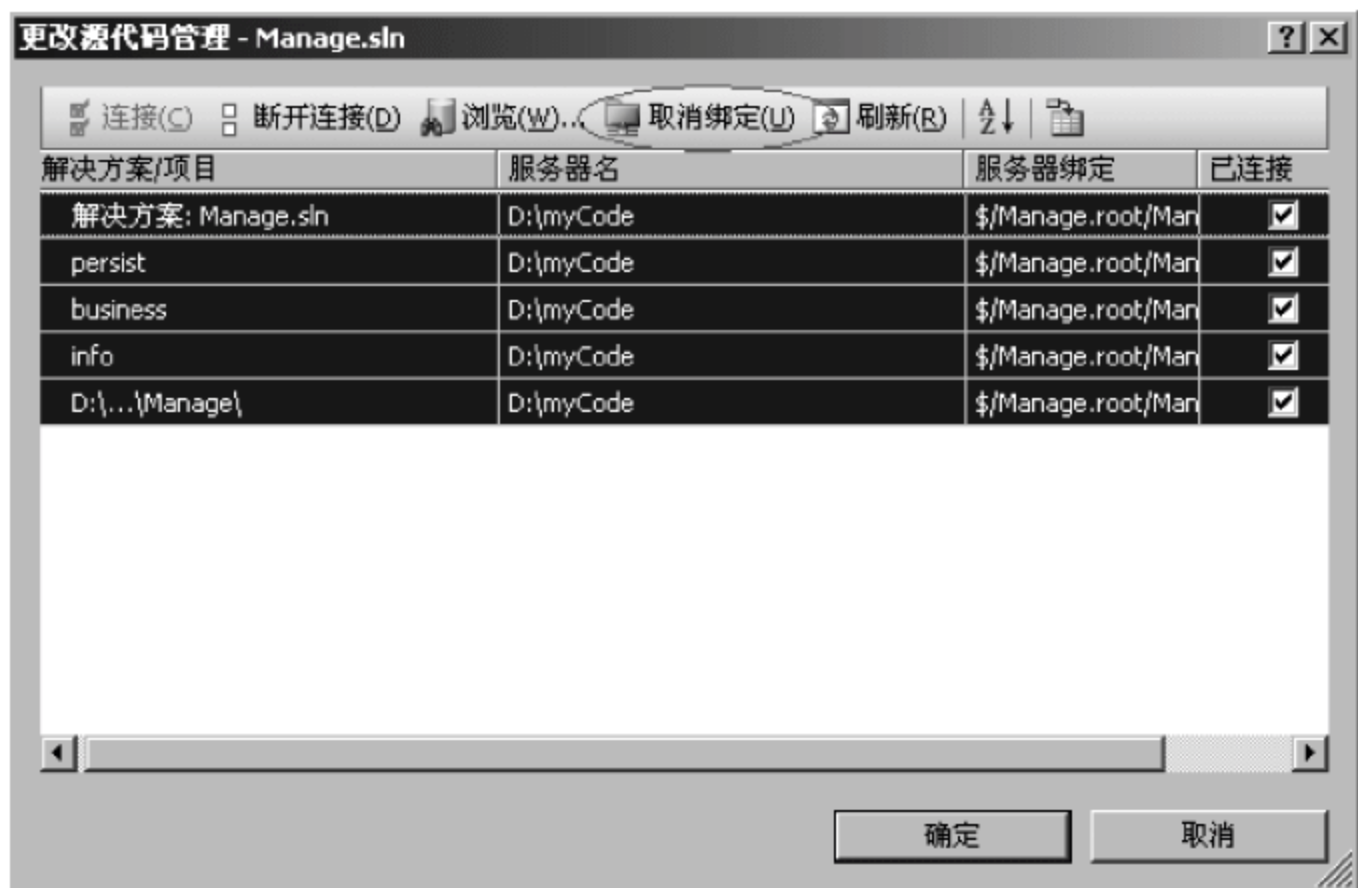 更改源代码管理 - Manage.sln
连接(C) 断开连接(D) 浏览(W)... 取消绑定(U) 刷新(R)
解决方案/项目 服务器名 服务器绑定 已连接
解决方案: Manage.sln D:\myCode $/Manage.root/Man
persist D:\myCode $/Manage.root/Man
business D:\myCode $/Manage.root/Man
info D:\myCode $/Manage.root/Man
D:\...\Manage\ D:\myCode $/Manage.root/Man
确定 取消